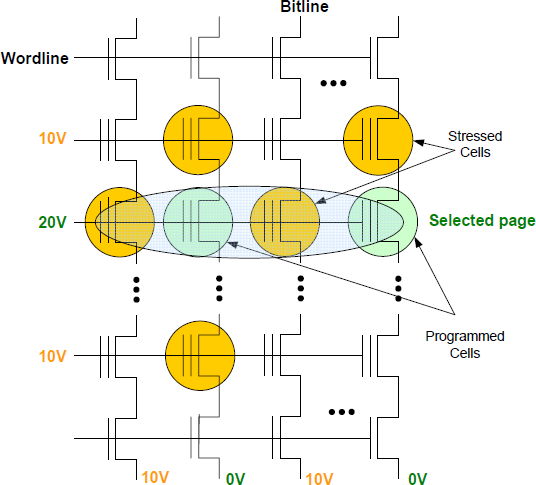 Bitline
Wordline
10V
Stressed
Cells
20V
Selected page
Programmed
Cells
10V
10V
0V
10V
0V